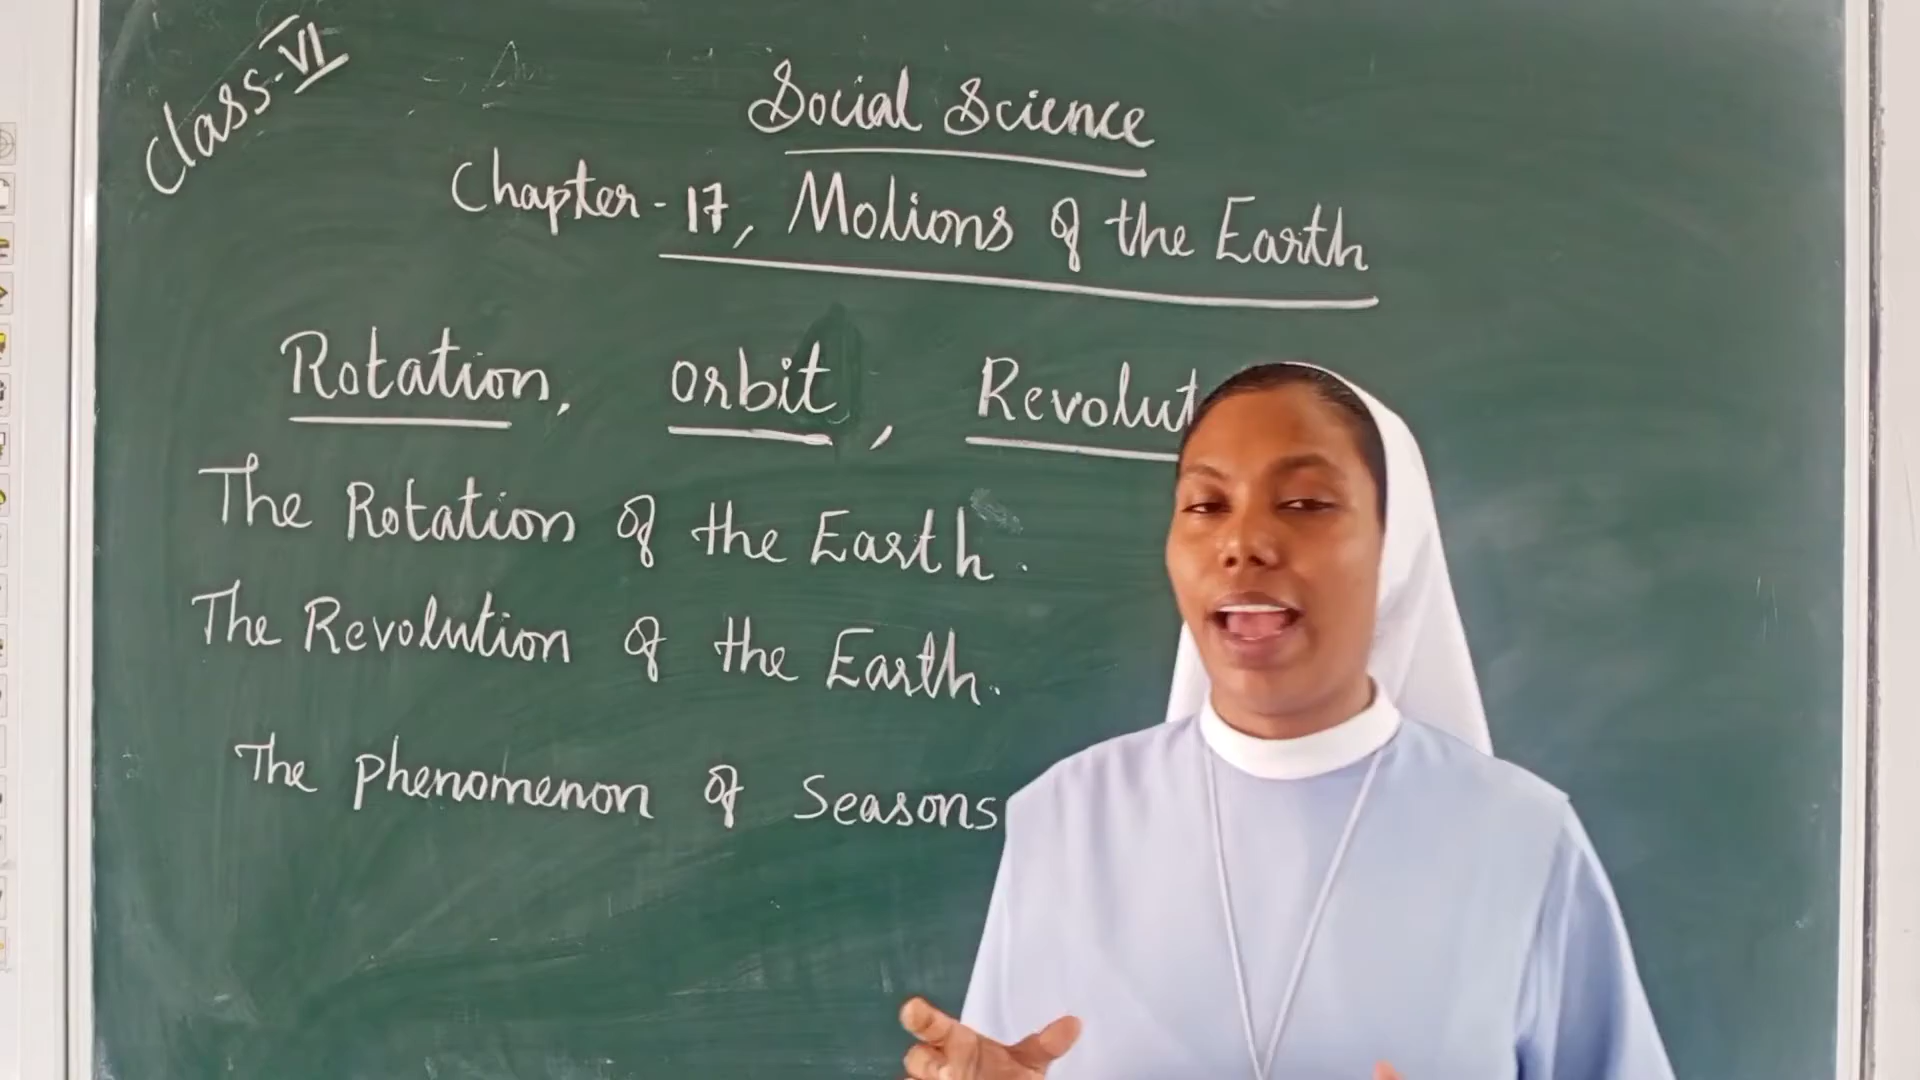 Class-VI
Social Science
Chapter-17, Motions of the Earth
Rotation, orbit, Revolut
The Rotation of the Earth.
The Revolution of the Earth.
The phenomenon of Seasons